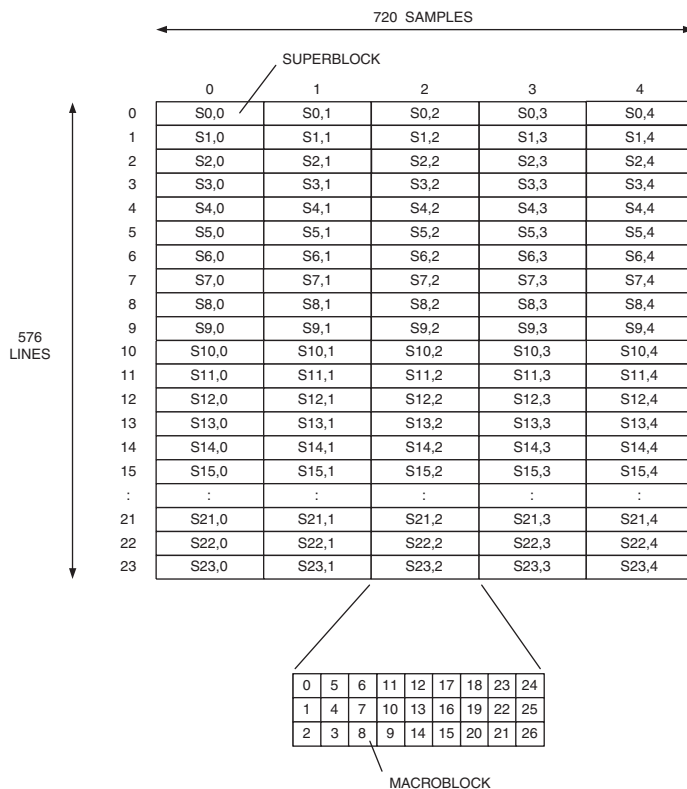 720 SAMPLES
SUPERBLOCK
0 1 2 3 4
0 S0,0 S0,1 S0,2 S0,3 S0,4
1 S1,0 S1,1 S1,2 S1,3 S1,4
2 S2,0 S2,1 S2,2 S2,3 S2,4
3 S3,0 S3,1 S3,2 S3,3 S3,4
4 S4,0 S4,1 S4,2 S4,3 S4,4
5 S5,0 S5,1 S5,2 S5,3 S5,4
6 S6,0 S6,1 S6,2 S6,3 S6,4
7 S7,0 S7,1 S7,2 S7,3 S7,4
8 S8,0 S8,1 S8,2 S8,3 S8,4
9 S9,0 S9,1 S9,2 S9,3 S9,4
576
LINES
10 S10,0 S10,1 S10,2 S10,3 S10,4
11 S11,0 S11,1 S11,2 S11,3 S11,4
12 S12,0 S12,1 S12,2 S12,3 S12,4
13 S13,0 S13,1 S13,2 S13,3 S13,4
14 S14,0 S14,1 S14,2 S14,3 S14,4
15 S15,0 S15,1 S15,2 S15,3 S15,4
: : : : : :
21 S21,0 S21,1 S21,2 S21,3 S21,4
22 S22,0 S22,1 S22,2 S22,3 S22,4
23 S23,0 S23,1 S23,2 S23,3 S23,4
0 5 6 11 12 17 18 23 24
1 4 7 10 13 16 19 22 25
2 3 8 9 14 15 20 21 26
MACROBLOCK